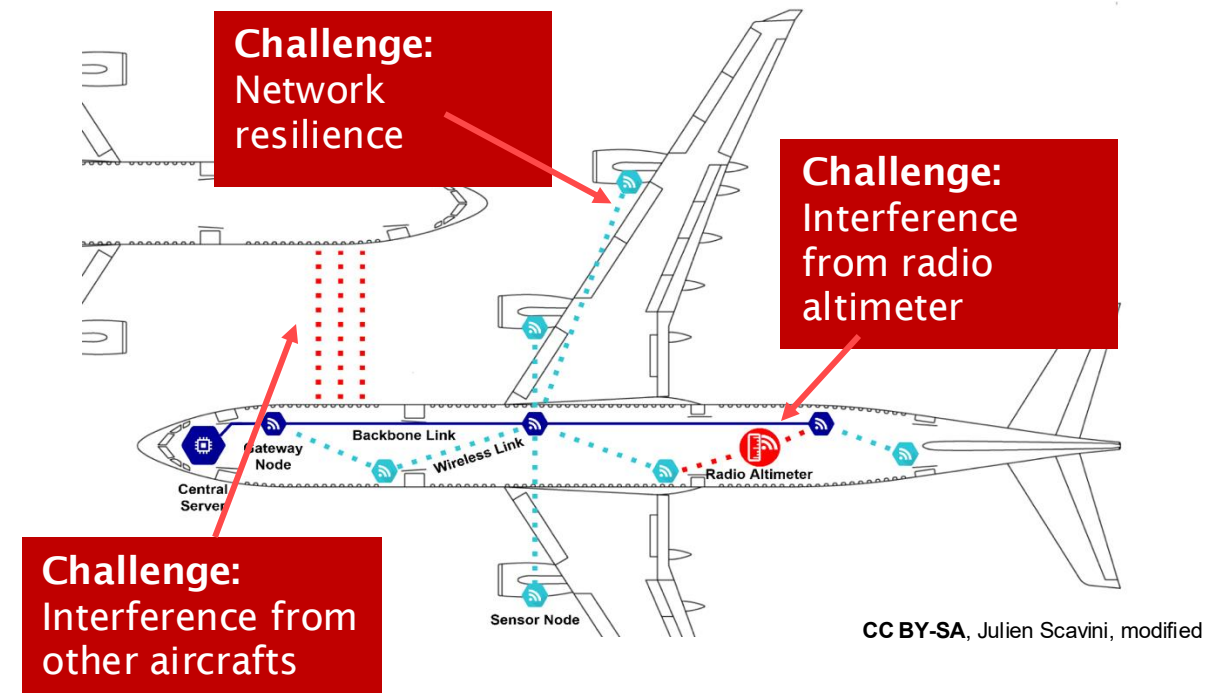 Challenge:
Network
resilience
Challenge:
Interference
from radio
altimeter
Backbone Link
Gateway
Node
Wireless Link
Radio Altimeter
Central
Server
Challenge:
Interference from
other aircrafts
Sensor Node
CC BY-SA, Julien Scavini, modified